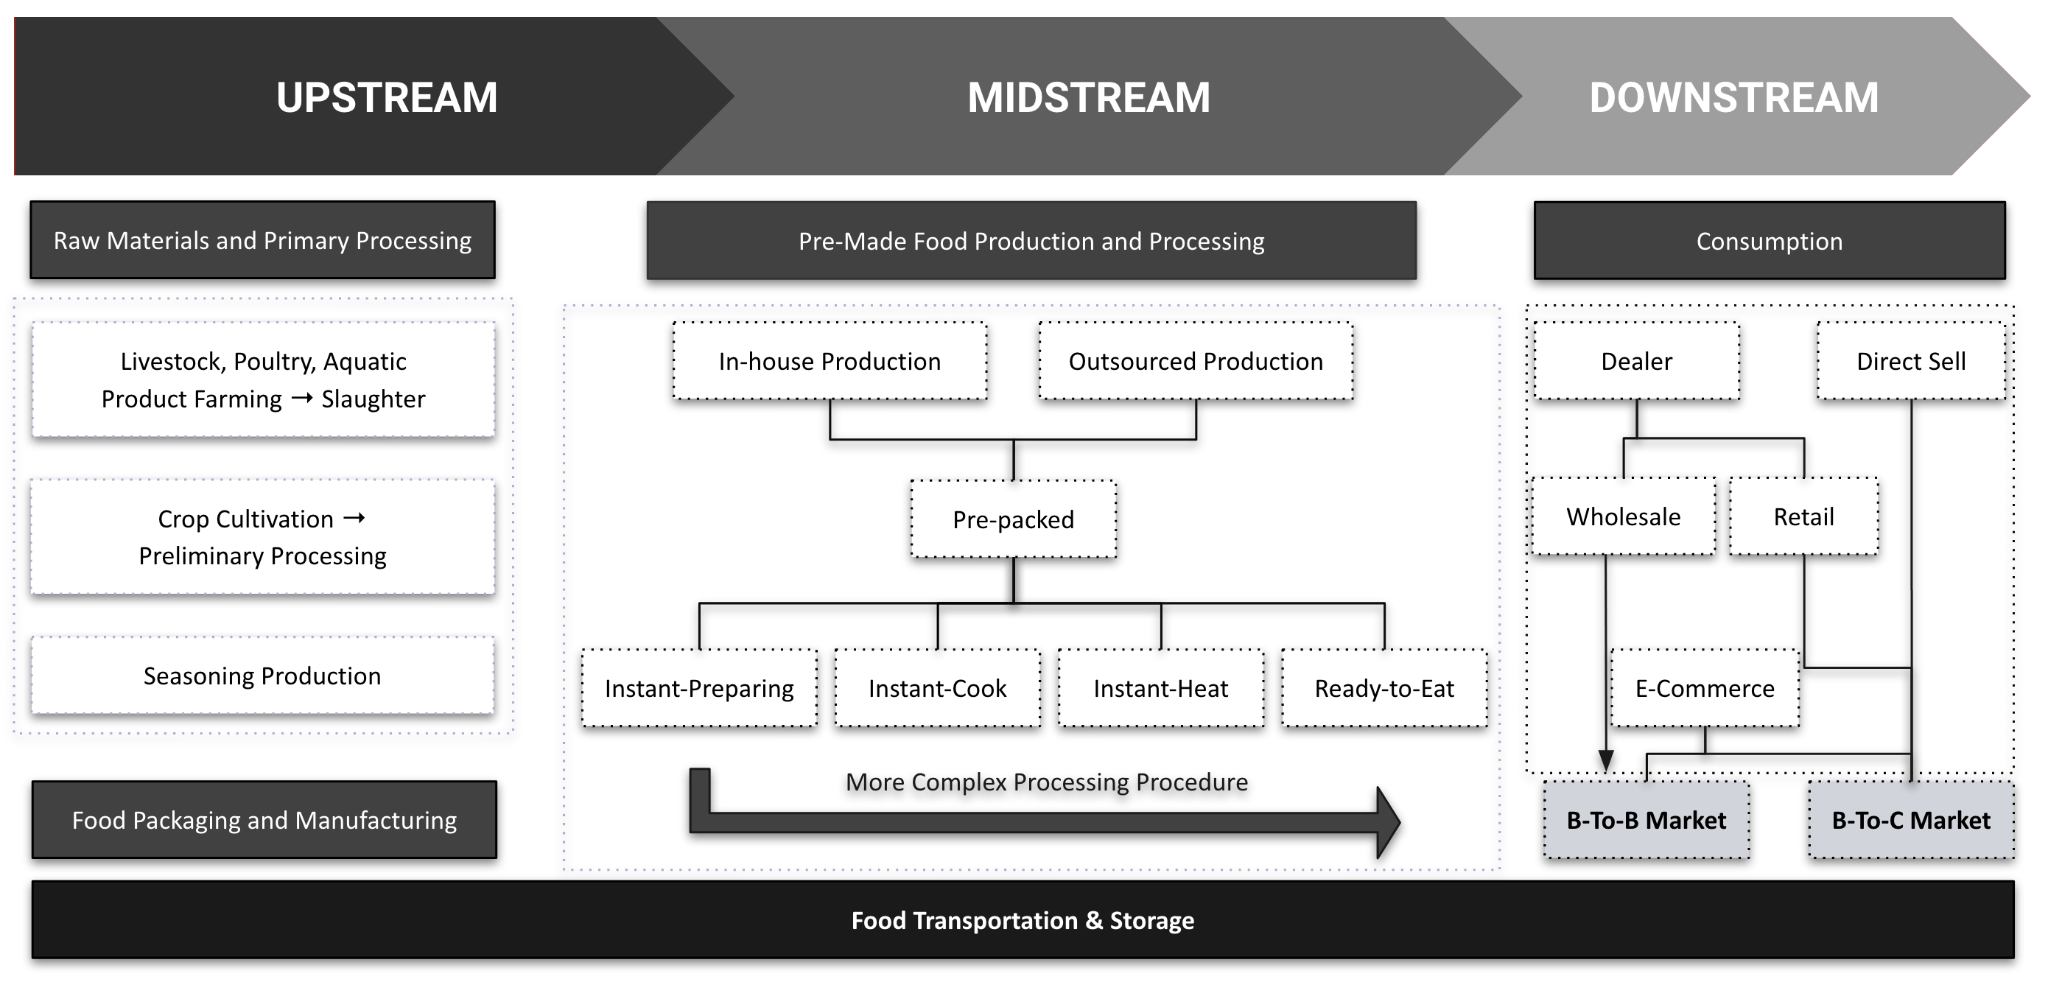 UPSTREAM
MIDSTREAM
DOWNSTREAM
Raw Materials and Primary Processing
Pre-Made Food Production and Processing
Consumption
Livestock, Poultry, Aquatic
Product Farming → Slaughter
Crop Cultivation →
Preliminary Processing
Seasoning Production
Food Packaging and Manufacturing
In-house Production
Outsourced Production
Pre-packed
Instant-Preparing
Instant-Cook
Instant-Heat
Ready-to-Eat
More Complex Processing Procedure
Dealer
Direct Sell
Wholesale
Retail
E-Commerce
B-To-B Market
B-To-C Market
Food Transportation & Storage